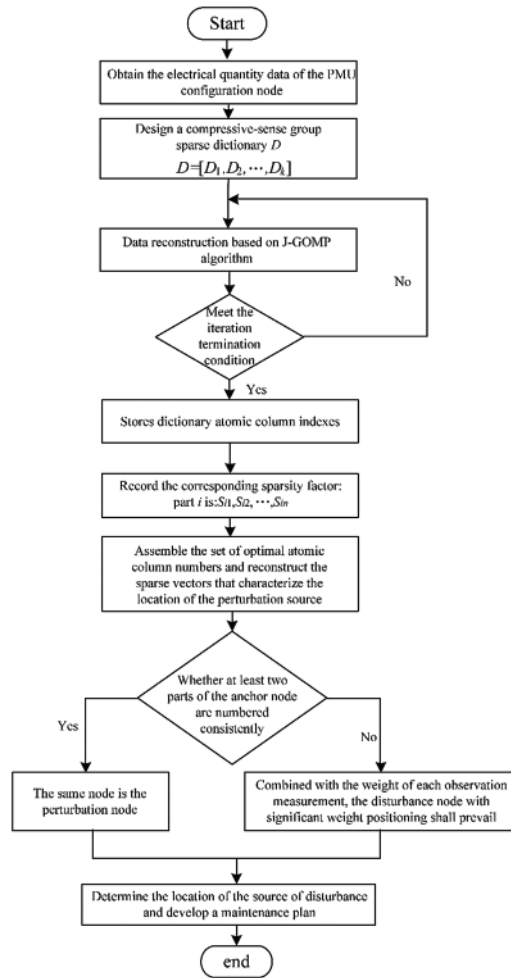 Start
Obtain the electrical quantity data of the PMU
configuration node
Design a compressive-sense group
sparse dictionary D
D=[D1,D2,⋯,Dk]
Data reconstruction based on J-GOMP
algorithm
No
Meet the
iteration
termination
condition
Yes
Stores dictionary atomic column indexes
Record the corresponding sparsity factor:
part i is:Si1,Si2,⋯,Sin
Assemble the set of optimal atomic
column numbers and reconstruct the
sparse vectors that characterize the
location of the perturbation source
Whether at least two
parts of the anchor node
are numbered
consistently
Yes
No
The same node is the
perturbation node
Combined with the weight of each observation
measurement, the disturbance node with
significant weight positioning shall prevail
Determine the location of the source of disturbance
and develop a maintenance plan
end